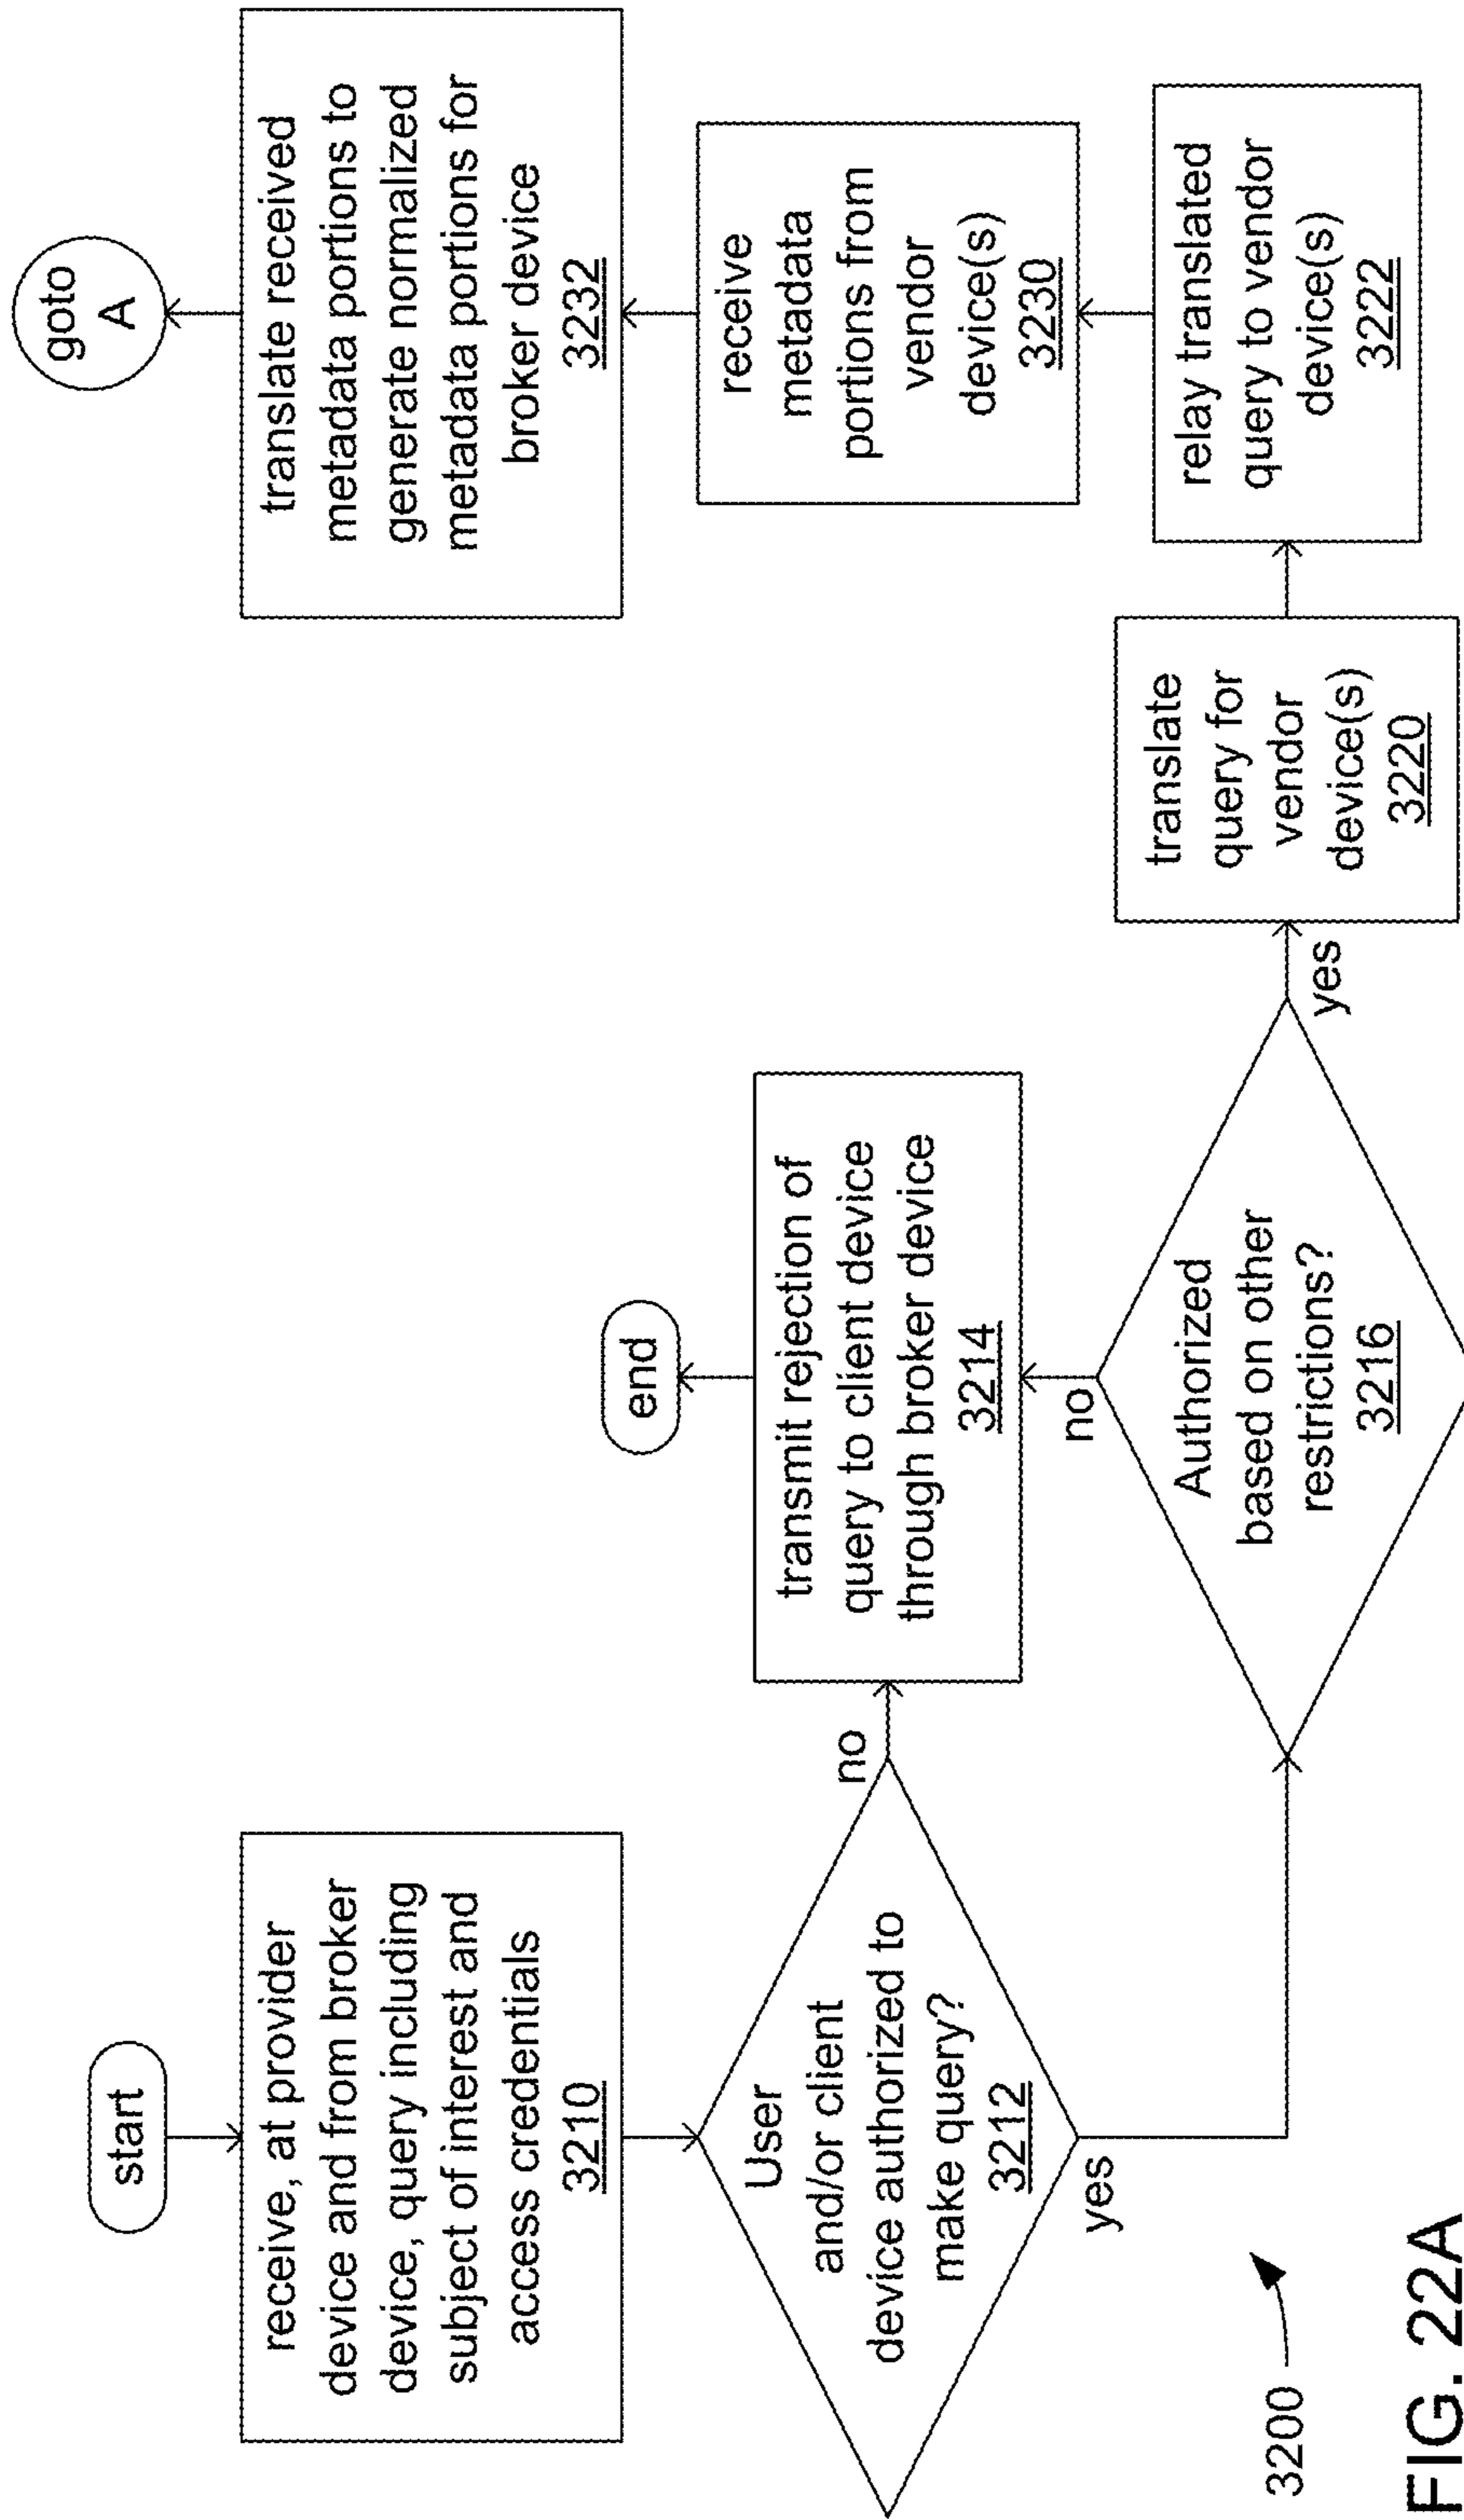 start
receive, at provider
device and from broker
device, query including
subject of interest and
access credentials
3210
User
and/or client
device authorized to
make query?
3212
no
yes
end
transmit rejection of
query to client device
through broker device
3214
no
Authorized
based on other
restrictions?
3216
yes
translate
query for
vendor
device(s)
3220
relay translated
query to vendor
device(s)
3222
receive
metadata
portions from
vendor
device(s)
3230
translate received
metadata portions to
generate normalized
metadata portions for
broker device
3232
goto
A
3200
FIG. 22A